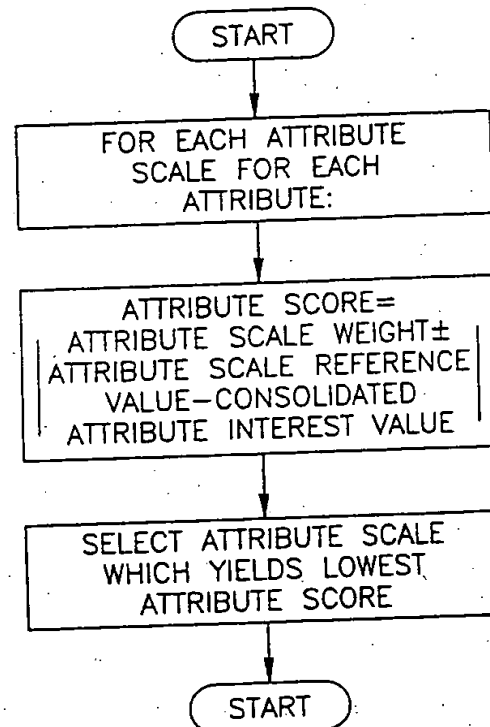 START
FOR EACH ATTRIBUTE
SCALE FOR EACH
ATTRIBUTE:
ATTRIBUTE SCORE=
ATTRIBUTE SCALE WEIGHT±
ATTRIBUTE SCALE REFERENCE
VALUE-CONSOLIDATED
ATTRIBUTE INTEREST VALUE
SELECT ATTRIBUTE SCALE
WHICH YIELDS LOWEST
ATTRIBUTE SCORE
START